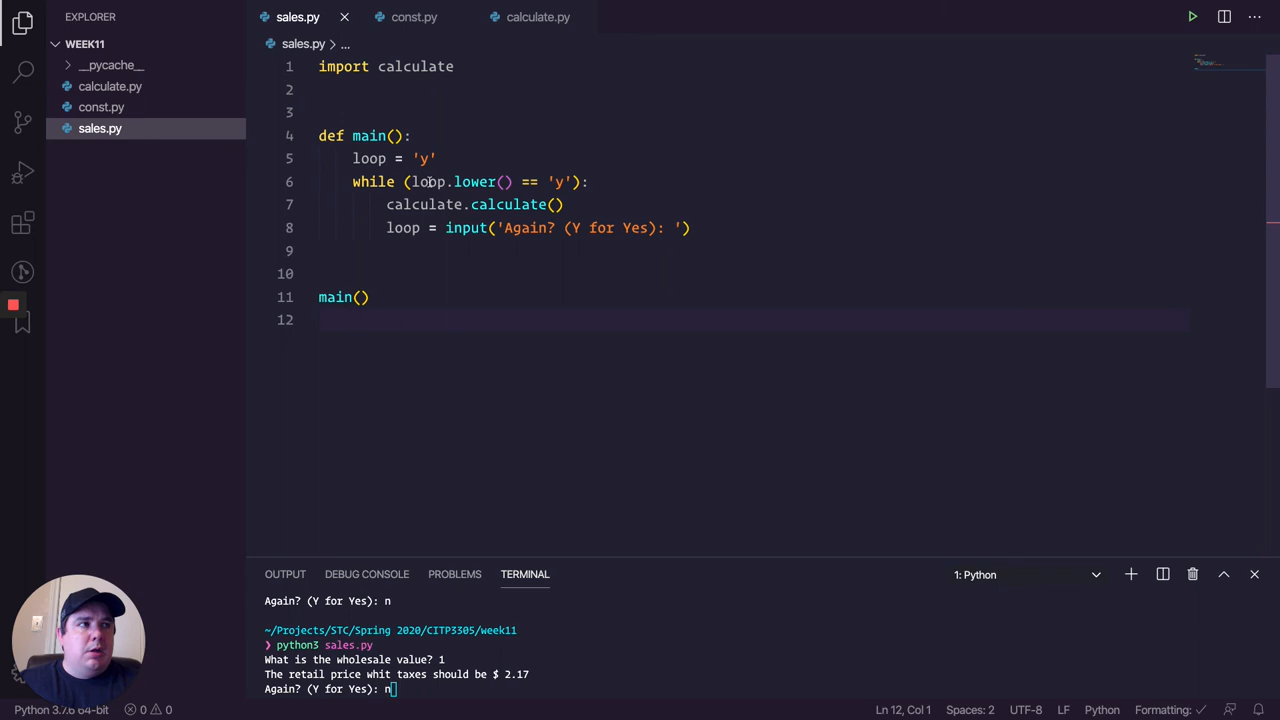 EXPLORER
WEEK11
__pycache__
calculate.py
const.py
sales.py
sales.py
const.py
calculate.py
sales.py > ...
1 import calculate
2
3
4 def main():
5 loop = 'y'
6 while (loop.lower() == 'y'):
7 calculate.calculate()
8 loop = input('Again? (Y for Yes): ')
9
10
11 main()
12
OUTPUT DEBUG CONSOLE PROBLEMS TERMINAL 1: Python
Again? (Y for Yes): n
~/Projects/STC/Spring 2020/CITP3305/week11
❯ python3 sales.py
What is the wholesale value? 1
The retail price whit taxes should be $ 2.17
Again? (Y for Yes): n
Python 3.7.6 64-bit 0 0 Ln 12, Col 1 Spaces: 2 UTF-8 LF Python Formatting: ✓